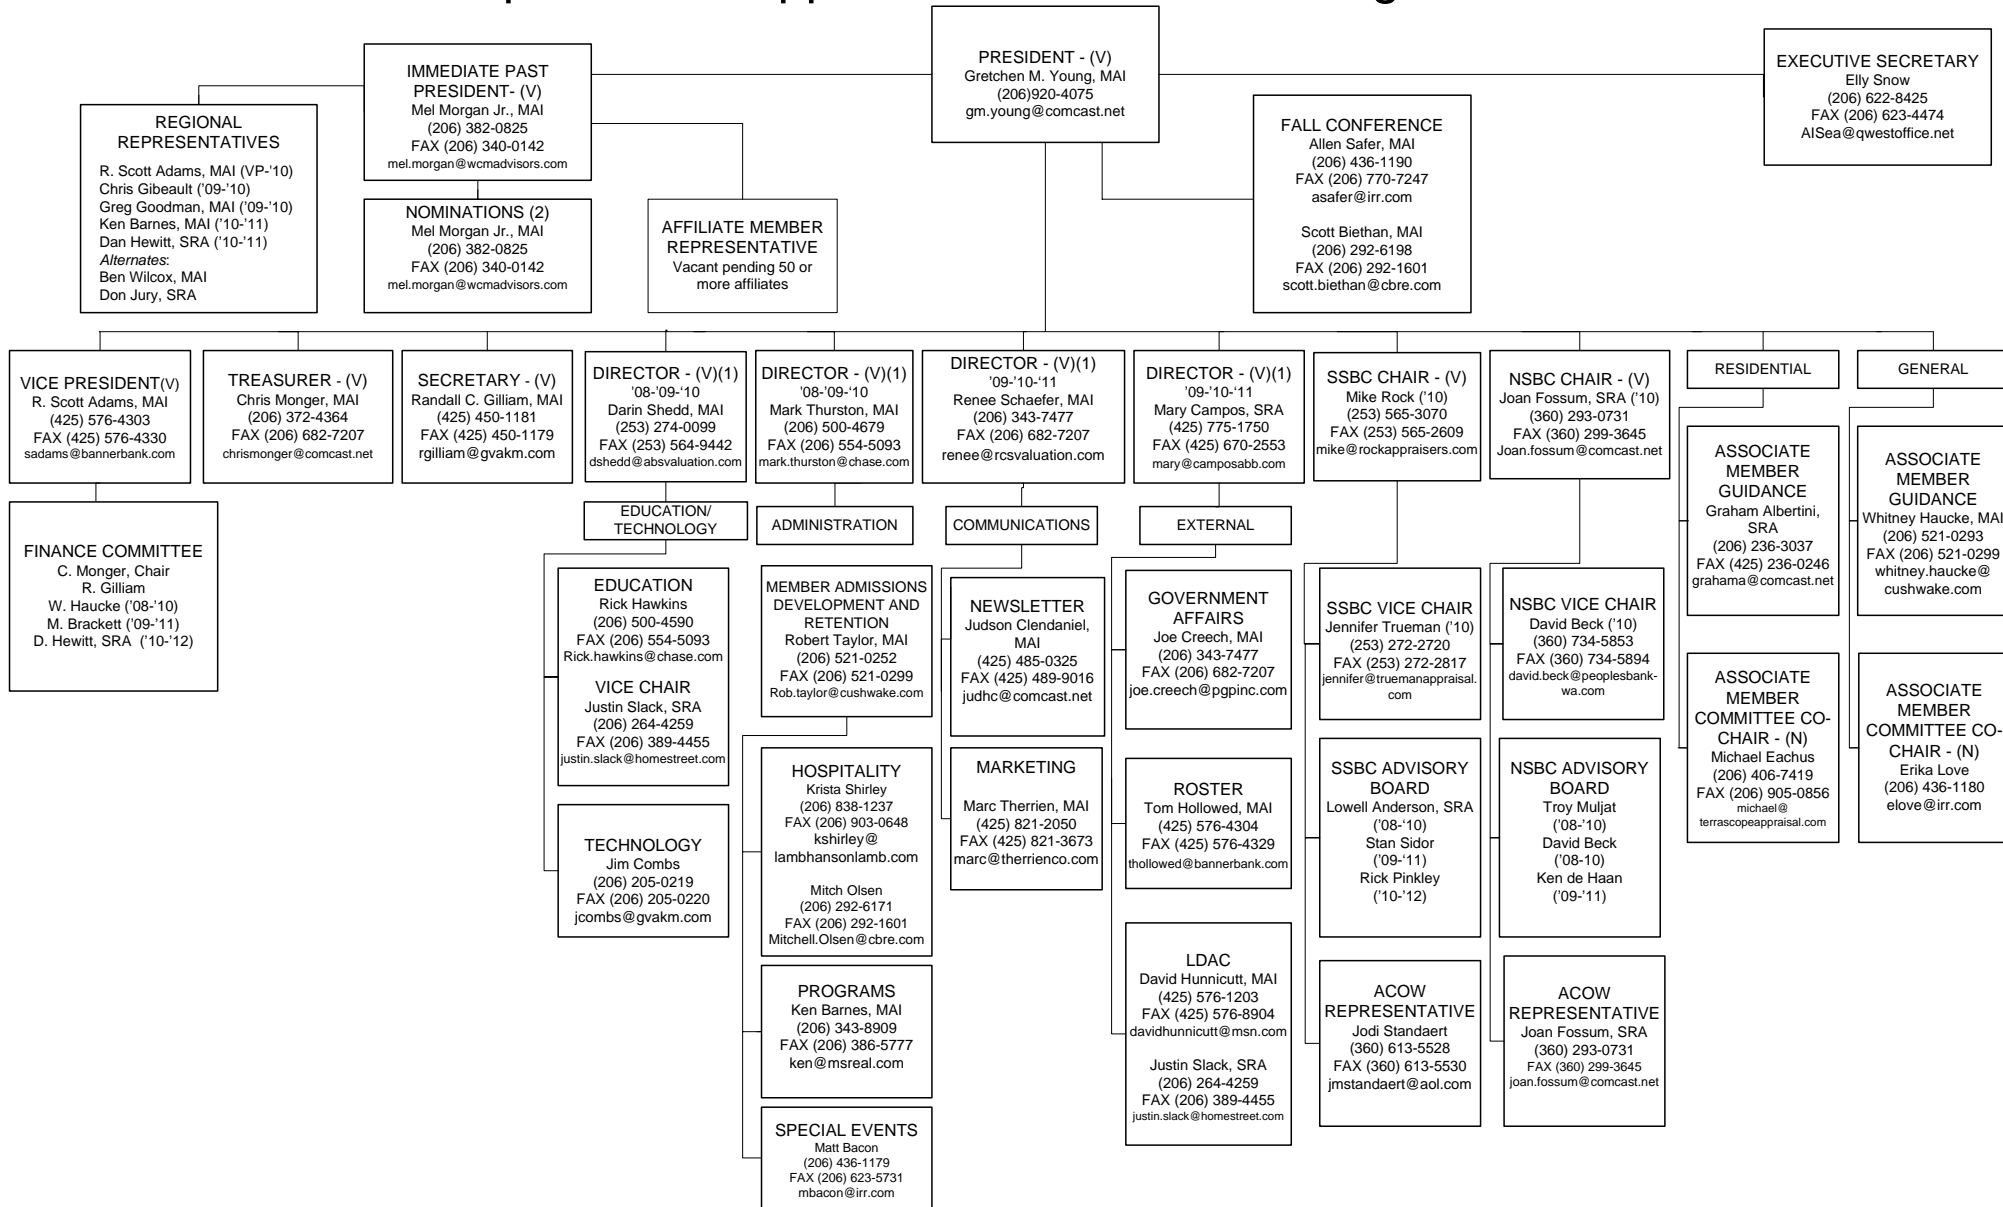 PRESIDENT - (V)
Gretchen M. Young, MAI
(206)920-4075
gm.young@comcast.net
IMMEDIATE PAST
PRESIDENT- (V)
Mel Morgan Jr., MAI
(206) 382-0825
FAX (206) 340-0142
mel.morgan@wcmadvisors.com
EXECUTIVE SECRETARY
Elly Snow
(206) 622-8425
FAX (206) 623-4474
AISea@qwestoffice.net
REGIONAL
REPRESENTATIVES
R. Scott Adams, MAI (VP-'10)
Chris Gibeault ('09-'10)
Greg Goodman, MAI ('09-'10)
Ken Barnes, MAI ('10-'11)
Dan Hewitt, SRA ('10-'11)
Alternates:
Ben Wilcox, MAI
Don Jury, SRA
NOMINATIONS (2)
Mel Morgan Jr., MAI
(206) 382-0825
FAX (206) 340-0142
mel.morgan@wcmadvisors.com
AFFILIATE MEMBER
REPRESENTATIVE
Vacant pending 50 or
more affiliates
FALL CONFERENCE
Allen Safer, MAI
(206) 436-1190
FAX (206) 770-7247
asafer@irr.com
Scott Biethan, MAI
(206) 292-6198
FAX (206) 292-1601
scott.biethan@cbre.com
VICE PRESIDENT(V)
R. Scott Adams, MAI
(425) 576-4303
FAX (425) 576-4330
sadams@bannerbank.com
TREASURER - (V)
Chris Monger, MAI
(206) 372-4364
FAX (206) 682-7207
chrismonger@comcast.net
SECRETARY - (V)
Randall C. Gilliam, MAI
(425) 450-1181
FAX (425) 450-1179
rgilliam@gvakm.com
DIRECTOR - (V)(1)
'08-'09-'10
Darin Shedd, MAI
(253) 274-0099
FAX (253) 564-9442
dshedd@absvaluation.com
DIRECTOR - (V)(1)
'08-'09-'10
Mark Thurston, MAI
(206) 500-4679
FAX (206) 554-5093
mark.thurston@chase.com
DIRECTOR - (V)(1)
'09-'10-'11
Renee Schaefer, MAI
(206) 343-7477
FAX (206) 682-7207
renee@rcsvaluation.com
DIRECTOR - (V)(1)
'09-'10-'11
Mary Campos, SRA
(425) 775-1750
FAX (425) 670-2553
mary@camposabb.com
SSBC CHAIR - (V)
Mike Rock ('10)
(253) 565-3070
FAX (253) 565-2609
mike@rockappraisers.com
NSBC CHAIR - (V)
Joan Fossum, SRA ('10)
(360) 293-0731
FAX (360) 299-3645
Joan.fossum@comcast.net
RESIDENTIAL
GENERAL
FINANCE COMMITTEE
C. Monger, Chair
R. Gilliam
W. Haucke ('08-'10)
M. Brackett ('09-'11)
D. Hewitt, SRA ('10-'12)
EDUCATION/
TECHNOLOGY
ADMINISTRATION
COMMUNICATIONS
EXTERNAL
EDUCATION
Rick Hawkins
(206) 500-4590
FAX (206) 554-5093
Rick.hawkins@chase.com
VICE CHAIR
Justin Slack, SRA
(206) 264-4259
FAX (206) 389-4455
justin.slack@homestreet.com
TECHNOLOGY
Jim Combs
(206) 205-0219
FAX (206) 205-0220
jcombs@gvakm.com
MEMBER ADMISSIONS
DEVELOPMENT AND
RETENTION
Robert Taylor, MAI
(206) 521-0252
FAX (206) 521-0299
Rob.taylor@cushwake.com
HOSPITALITY
Krista Shirley
(206) 838-1237
FAX (206) 903-0648
kshirley@
lambhansonlamb.com
Mitch Olsen
(206) 292-6171
FAX (206) 292-1601
Mitchell.Olsen@cbre.com
PROGRAMS
Ken Barnes, MAI
(206) 343-8909
FAX (206) 386-5777
ken@msreal.com
SPECIAL EVENTS
Matt Bacon
(206) 436-1179
FAX (206) 623-5731
mbacon@irr.com
NEWSLETTER
Judson Clendaniel,
MAI
(425) 485-0325
FAX (425) 489-9016
judhc@comcast.net
MARKETING
Marc Therrien, MAI
(425) 821-2050
FAX (425) 821-3673
marc@therrienco.com
GOVERNMENT
AFFAIRS
Joe Creech, MAI
(206) 343-7477
FAX (206) 682-7207
joe.creech@pgpinc.com
ROSTER
Tom Hollowed, MAI
(425) 576-4304
FAX (425) 576-4329
thollowed@bannerbank.com
LDAC
David Hunnicutt, MAI
(425) 576-1203
FAX (425) 576-8904
davidhunnicutt@msn.com
Justin Slack, SRA
(206) 264-4259
FAX (206) 389-4455
justin.slack@homestreet.com
SSBC VICE CHAIR
Jennifer Trueman ('10)
(253) 272-2720
FAX (253) 272-2817
jennifer@truemanappraisal.
com
SSBC ADVISORY
BOARD
Lowell Anderson, SRA
('08-'10)
Stan Sidor
('09-'11)
Rick Pinkley
('10-'12)
ACOW
REPRESENTATIVE
Jodi Standaert
(360) 613-5528
FAX (360) 613-5530
jmstandaert@aol.com
NSBC VICE CHAIR
David Beck ('10)
(360) 734-5853
FAX (360) 734-5894
david.beck@peoplesbank-
wa.com
NSBC ADVISORY
BOARD
Troy Muljat
('08-'10)
David Beck
('08-10)
Ken de Haan
('09-'11)
ACOW
REPRESENTATIVE
Joan Fossum, SRA
(360) 293-0731
FAX (360) 299-3645
joan.fossum@comcast.net
ASSOCIATE
MEMBER
GUIDANCE
Graham Albertini,
SRA
(206) 236-3037
FAX (425) 236-0246
grahama@comcast.net
ASSOCIATE
MEMBER
COMMITTEE CO-
CHAIR - (N)
Michael Eachus
(206) 406-7419
FAX (206) 905-0856
michael@
terrascopeappraisal.com
ASSOCIATE
MEMBER
GUIDANCE
Whitney Haucke, MAI
(206) 521-0293
FAX (206) 521-0299
whitney.haucke@
cushwake.com
ASSOCIATE
MEMBER
COMMITTEE CO-
CHAIR - (N)
Erika Love
(206) 436-1180
elove@irr.com